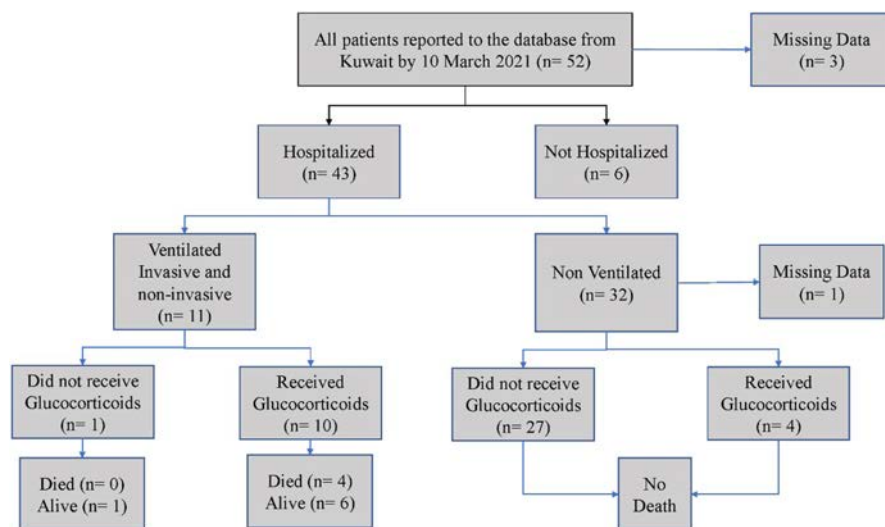 All patients reported to the database from
Kuwait by 10 March 2021 (n= 52)
Missing Data
(n= 3)
Hospitalized
(n= 43)
Not Hospitalized
(n= 6)
Ventilated
Invasive and
non-invasive
(n= 11)
Non Ventilated
(n= 32)
Missing Data
(n= 1)
Did not receive
Glucocorticoids
(n= 1)
Received
Glucocorticoids
(n= 10)
Did not receive
Glucocorticoids
(n= 27)
Received
Glucocorticoids
(n= 4)
Died (n= 0)
Alive (n= 1)
Died (n= 4)
Alive (n= 6)
No
Death